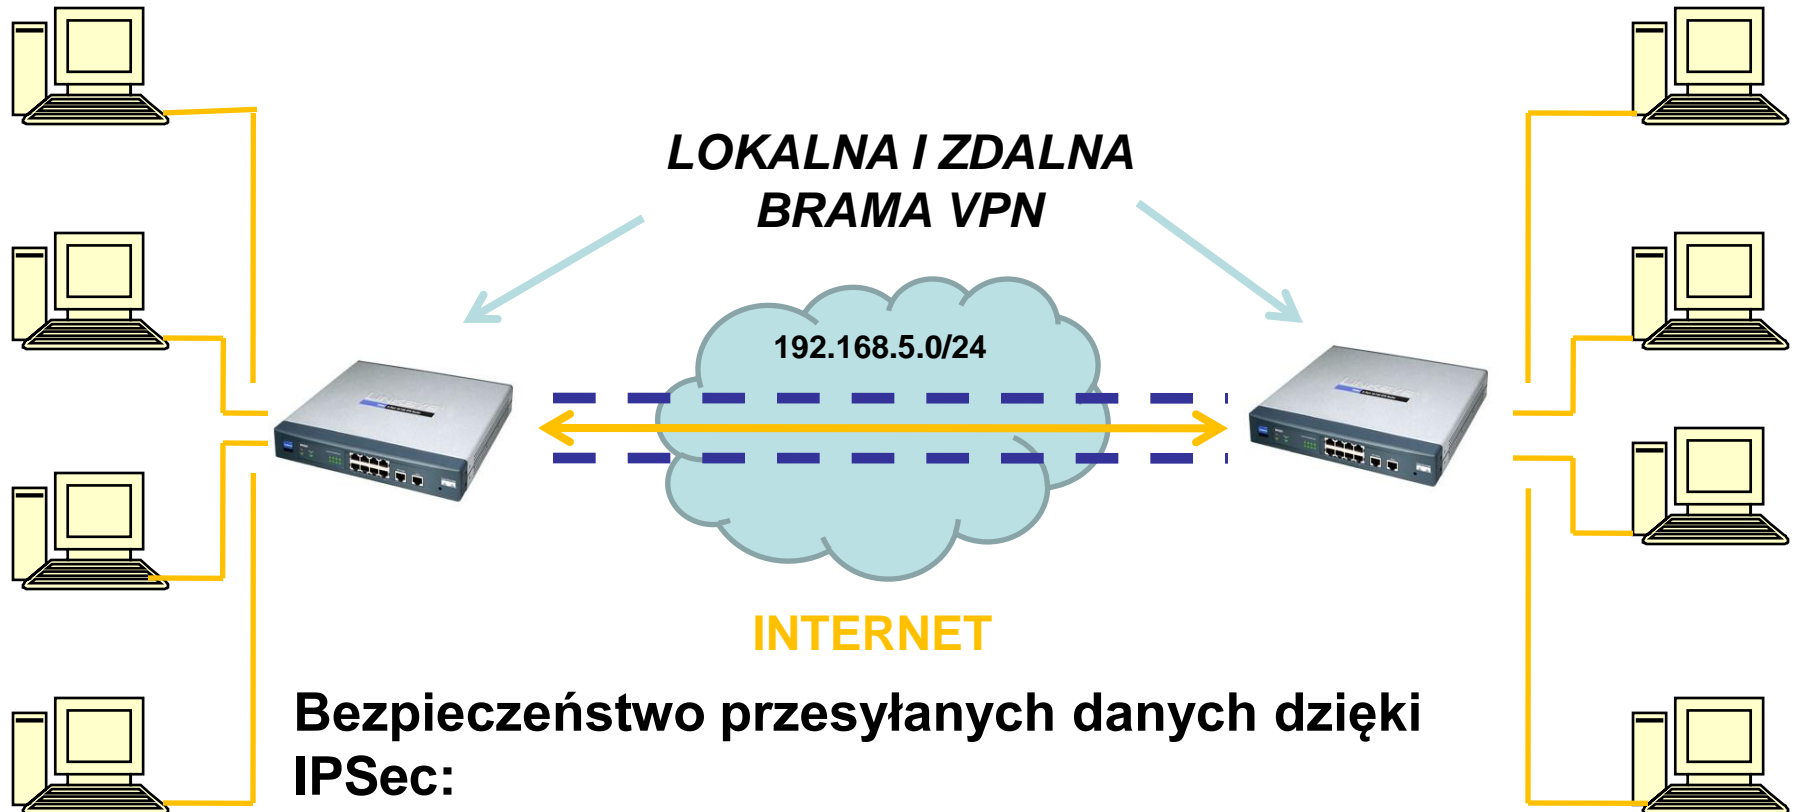 LOKALNA I ZDALNA
BRAMA VPN
192.168.5.0/24
INTERNET
Bezpieczeństwo przesyłanych danych dzięki
IPSec: